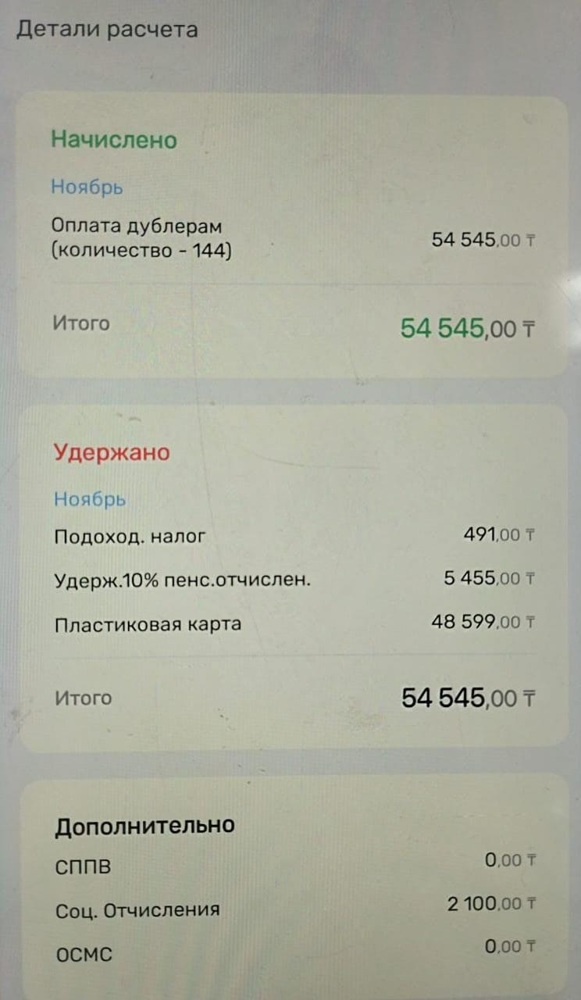 Детали расчета
Начислено
Ноябрь
Оплата дублерам
(количество - 144)
54 545,00 ₸
Итого
54 545,00 ₸
Удержано
Ноябрь
Подоход. налог
491,00 ₸
Удерж.10% пенс.отчислен.
5 455,00 ₸
Пластиковая карта
48 599,00 ₸
Итого
54 545,00 ₸
Дополнительно
СППВ
0,00 ₸
Соц. Отчисления
2 100,00 ₸
ОСМС
0,00 ₸